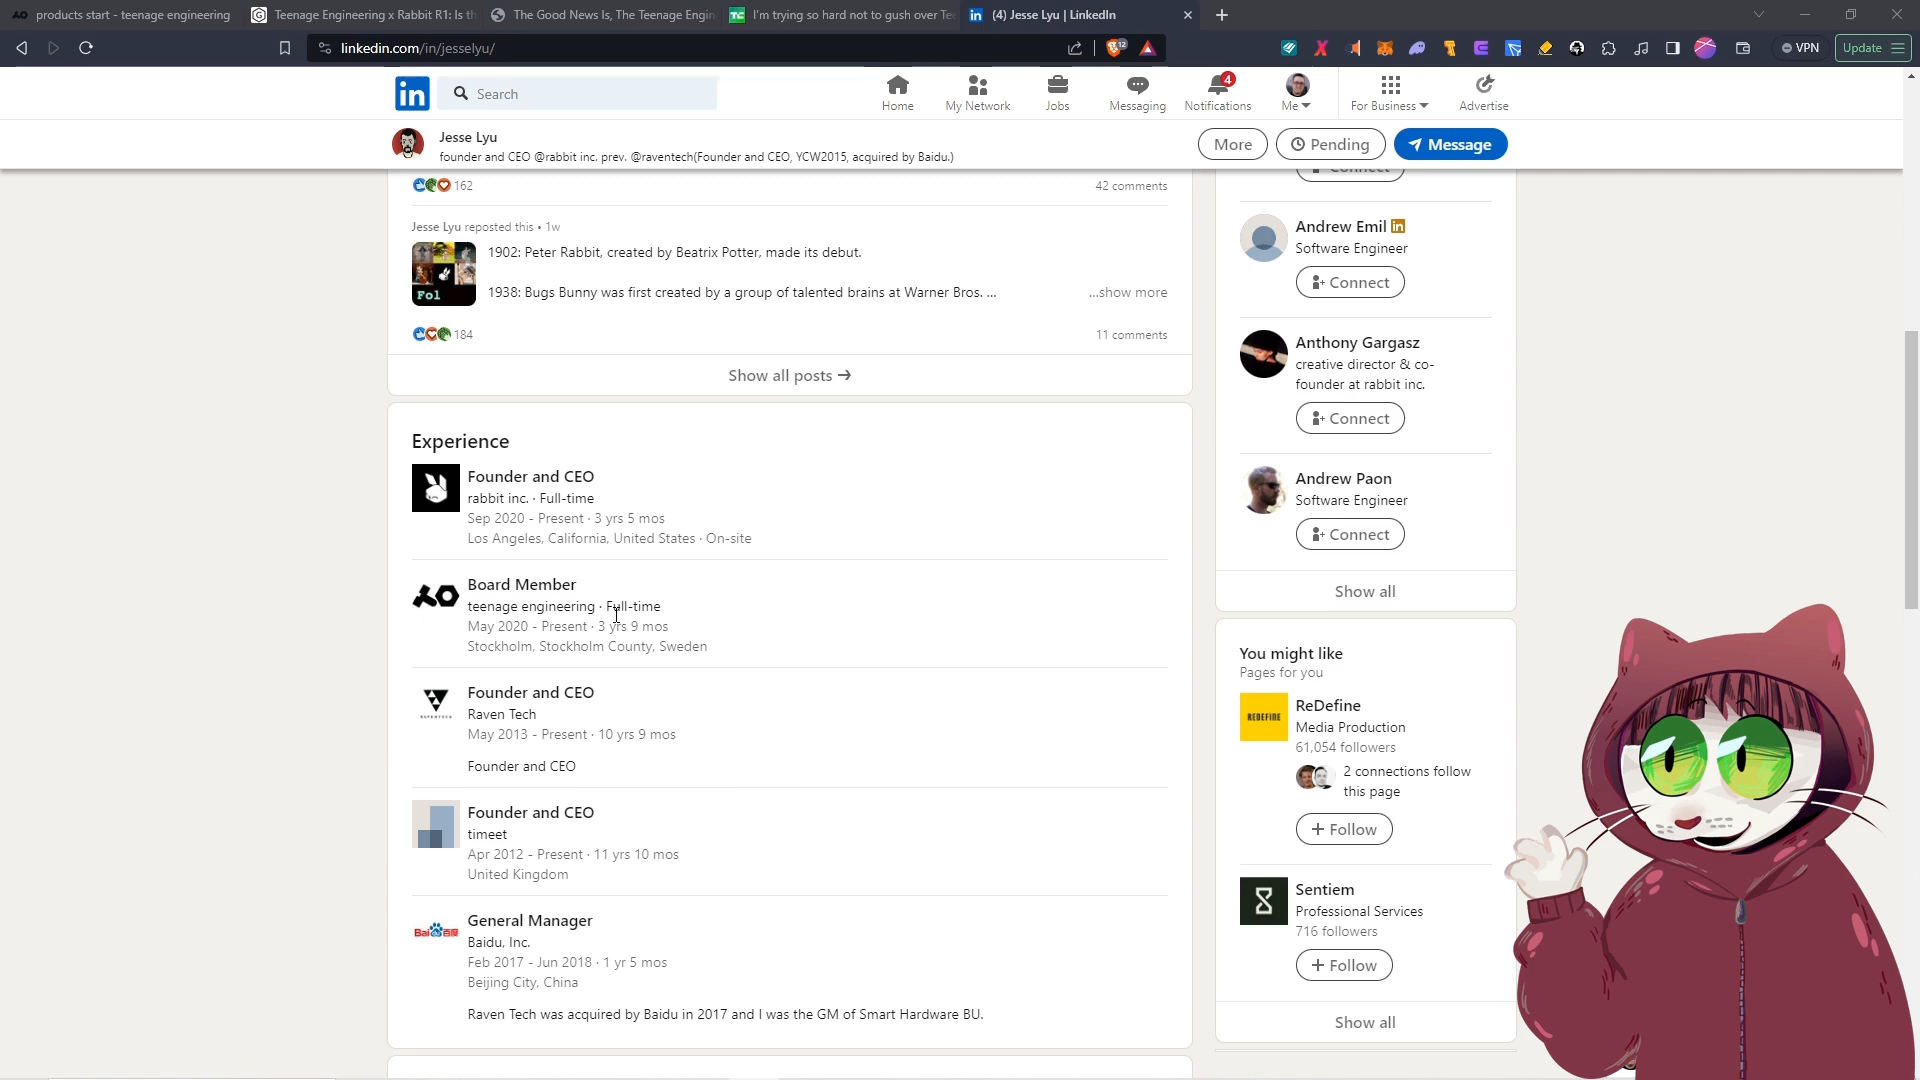 products start - teenage engineering
Teenage Engineering x Rabbit R1: Is th
The Good News Is, The Teenage Engin
I'm trying so hard not to gush over Tee
(4) Jesse Lyu | LinkedIn
linkedin.com/in/jesselyu/
12
VPN
Update
in
Search
Home
My Network
Jobs
Messaging
4
Notifications
Me
For Business
Advertise
Jesse Lyu
founder and CEO @rabbit inc. prev. @raventech(Founder and CEO, YCW2015, acquired by Baidu.)
More
Pending
Message
162
42 comments
Jesse Lyu reposted this • 1w
Fol
1902: Peter Rabbit, created by Beatrix Potter, made its debut.
1938: Bugs Bunny was first created by a group of talented brains at Warner Bros. ...
...show more
184
11 comments
Show all posts →
Experience
Founder and CEO
rabbit inc. · Full-time
Sep 2020 - Present · 3 yrs 5 mos
Los Angeles, California, United States · On-site
Board Member
teenage engineering · Full-time
May 2020 - Present · 3 yrs 9 mos
Stockholm, Stockholm County, Sweden
RAVENTECH
Founder and CEO
Raven Tech
May 2013 - Present · 10 yrs 9 mos
Founder and CEO
Founder and CEO
timeet
Apr 2012 - Present · 11 yrs 10 mos
United Kingdom
Bai du 百度
General Manager
Baidu, Inc.
Feb 2017 - Jun 2018 · 1 yr 5 mos
Beijing City, China
Raven Tech was acquired by Baidu in 2017 and I was the GM of Smart Hardware BU.
Connect
Andrew Emil in
Software Engineer
Connect
Anthony Gargasz
creative director & co-
founder at rabbit inc.
Connect
Andrew Paon
Software Engineer
Connect
Show all
You might like
Pages for you
REDEFINE
ReDefine
Media Production
61,054 followers
2 connections follow
this page
+ Follow
Sentiem
Professional Services
716 followers
+ Follow
Show all